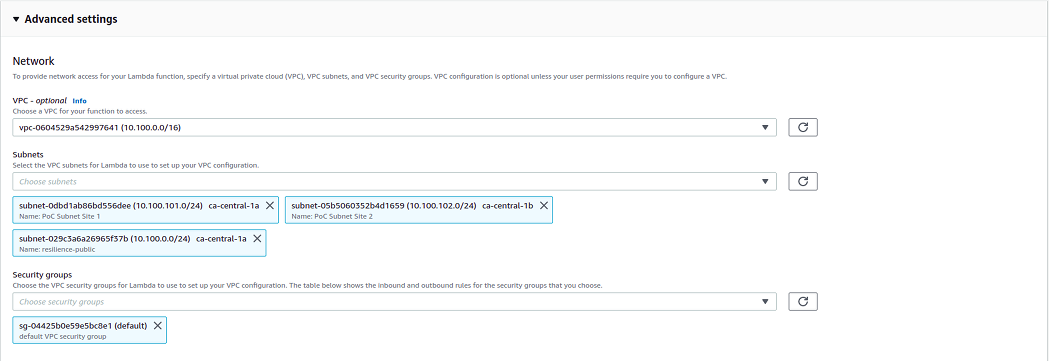 Advanced settings
Network
To provide network access for your Lambda function, specify a virtual private cloud (VPC), VPC subnets, and VPC security groups. VPC configuration is optional unless your user permissions require you to configure a VPC.
VPC - optional Info
Choose a VPC for your function to access.
vpc-0604529a542997641 (10.100.0.0/16)
Subnets
Select the VPC subnets for Lambda to use to set up your VPC configuration.
Choose subnets
subnet-0dbd1ab86bd556dee (10.100.101.0/24) ca-central-1a
Name: PoC Subnet Site 1
subnet-05b5060352b4d1659 (10.100.102.0/24) ca-central-1b
Name: PoC Subnet Site 2
subnet-029c3a6a26965f37b (10.100.0.0/24) ca-central-1a
Name: resilience-public
Security groups
Choose the VPC security groups for Lambda to use to set up your VPC configuration. The table below shows the inbound and outbound rules for the security groups that you choose.
Choose security groups
sg-04425b0e59e5bc8e1 (default)
default VPC security group